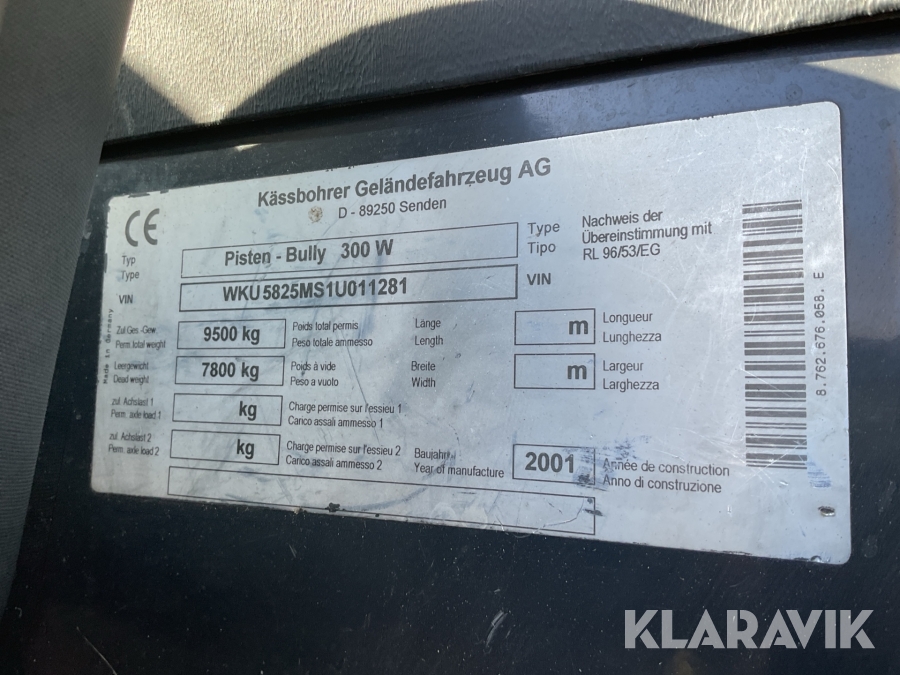 Kässbohrer Geländefahrzeug AG
D - 89250 Senden
CE
Typ
Type
Pisten - Bully 300 W
Type
Tipo
Nachweis der
Übereinstimmung mit
RL 96/53/EG
VIN
WKU5825MS1U011281
VIN
Zul Ges.-Gew.
Perm. total weight
9500 kg
Poids total permis
Peso totale ammesso
Länge
Length
m
Longueur
Lunghezza
Leergewicht
Dead weight
7800 kg
Poids à vide
Peso a vuoto
Breite
Width
m
Largeur
Larghezza
zul. Achslast 1
Perm. axle load 1
kg
Charge permise sur l'essieu 1
Carico assali ammesso 1
zul. Achslast 2
Perm. axle load 2
kg
Charge permise sur l'essieu 2
Carico assali ammesso 2
Baujahr
Year of manufacture
2001
Année de construction
Anno di construzione
Made in Germany
8.762.676.058. E
KLARAVIK